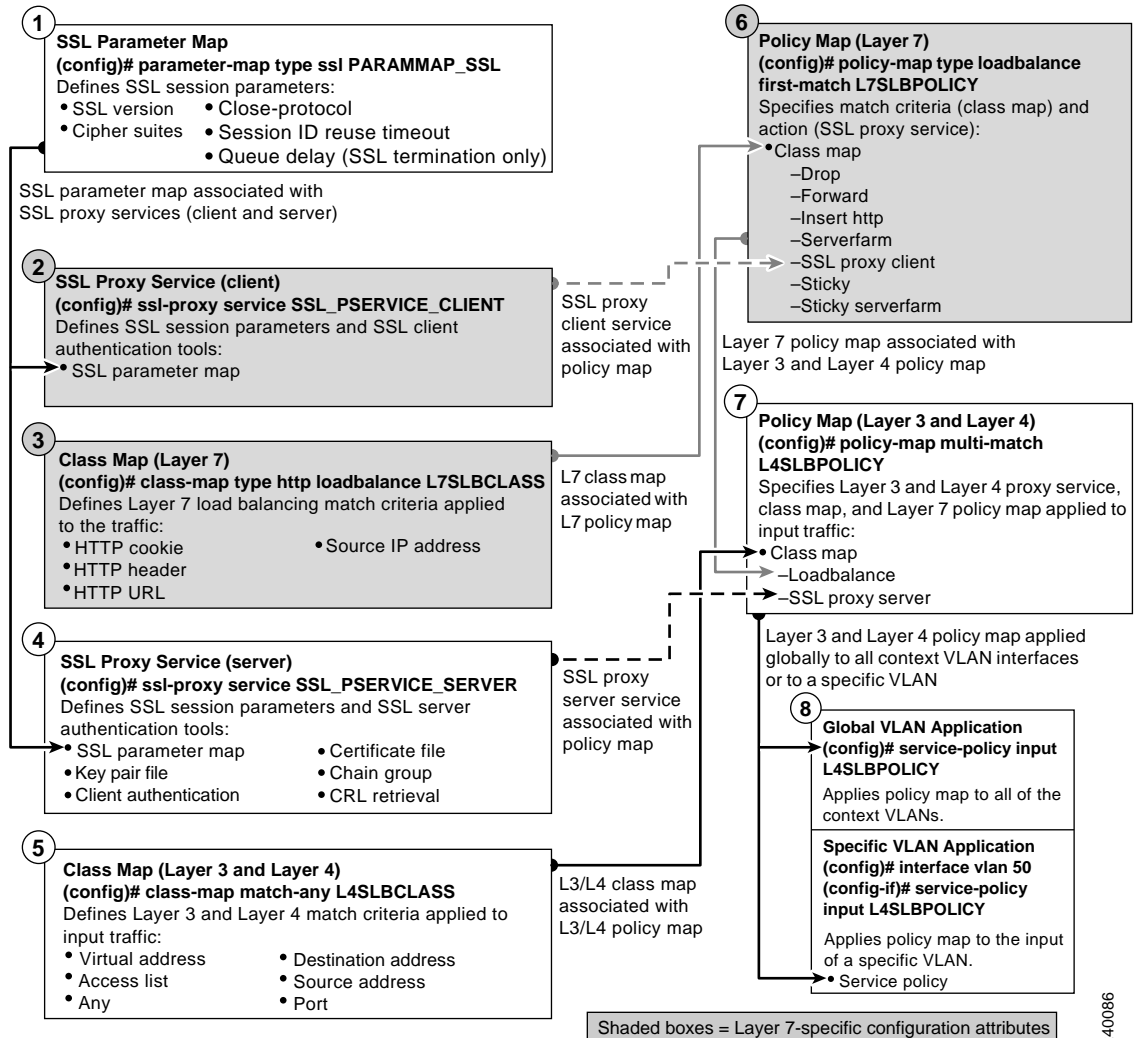 1
SSL Parameter Map
(config)# parameter-map type ssl PARAMMAP_SSL
Defines SSL session parameters:
• SSL version • Close-protocol
• Cipher suites • Session ID reuse timeout
• Queue delay (SSL termination only)
SSL parameter map associated with
SSL proxy services (client and server)
2
SSL Proxy Service (client)
(config)# ssl-proxy service SSL_PSERVICE_CLIENT
Defines SSL session parameters and SSL client
authentication tools:
• SSL parameter map
SSL proxy
client service
associated with
policy map
3
Class Map (Layer 7)
(config)# class-map type http loadbalance L7SLBCLASS
Defines Layer 7 load balancing match criteria applied
to the traffic:
• HTTP cookie • Source IP address
• HTTP header
• HTTP URL
L7 class map
associated with
L7 policy map
4
SSL Proxy Service (server)
(config)# ssl-proxy service SSL_PSERVICE_SERVER
Defines SSL session parameters and SSL server
authentication tools:
• SSL parameter map • Certificate file
• Key pair file • Chain group
• Client authentication • CRL retrieval
SSL proxy
server service
associated with
policy map
5
Class Map (Layer 3 and Layer 4)
(config)# class-map match-any L4SLBCLASS
Defines Layer 3 and Layer 4 match criteria applied to
input traffic:
• Virtual address • Destination address
• Access list • Source address
• Any • Port
L3/L4 class map
associated with
L3/L4 policy map
6
Policy Map (Layer 7)
(config)# policy-map type loadbalance
first-match L7SLBPOLICY
Specifies match criteria (class map) and
action (SSL proxy service):
• Class map
–Drop
–Forward
–Insert http
–Serverfarm
–SSL proxy client
–Sticky
–Sticky serverfarm
Layer 7 policy map associated with
Layer 3 and Layer 4 policy map
7
Policy Map (Layer 3 and Layer 4)
(config)# policy-map multi-match
L4SLBPOLICY
Specifies Layer 3 and Layer 4 proxy service,
class map, and Layer 7 policy map applied to
input traffic:
• Class map
–Loadbalance
–SSL proxy server
Layer 3 and Layer 4 policy map applied
globally to all context VLAN interfaces
or to a specific VLAN
8
Global VLAN Application
(config)# service-policy input
L4SLBPOLICY
Applies policy map to all of the
context VLANs.
Specific VLAN Application
(config)# interface vlan 50
(config-if)# service-policy
input L4SLBPOLICY
Applies policy map to the input
of a specific VLAN.
• Service policy
Shaded boxes = Layer 7-specific configuration attributes
40086